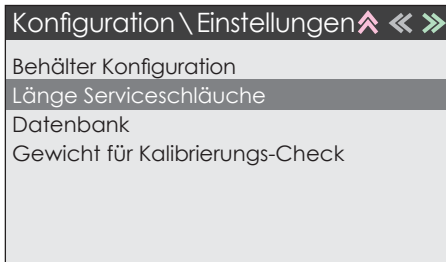 Konfiguration \ Einstellungen
Behälter Konfiguration
Länge Serviceschläuche
Datenbank
Gewicht für Kalibrierungs-Check